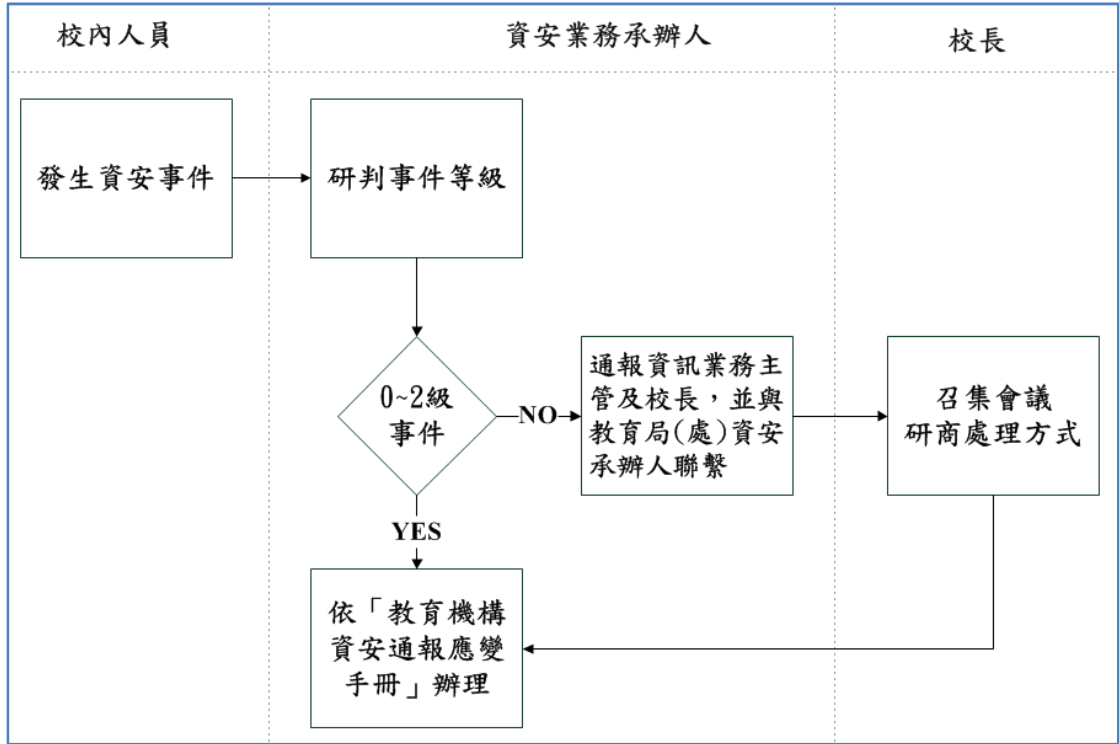 校內人員
資安業務承辦人
校長
發生資安事件
研判事件等級
0~2級
事件
NO
通報資訊業務主
管及校長，並與
教育局(處)資安
承辦人聯繫
召集會議
研商處理方式
YES
依「教育機構
資安通報應變
手冊」辦理